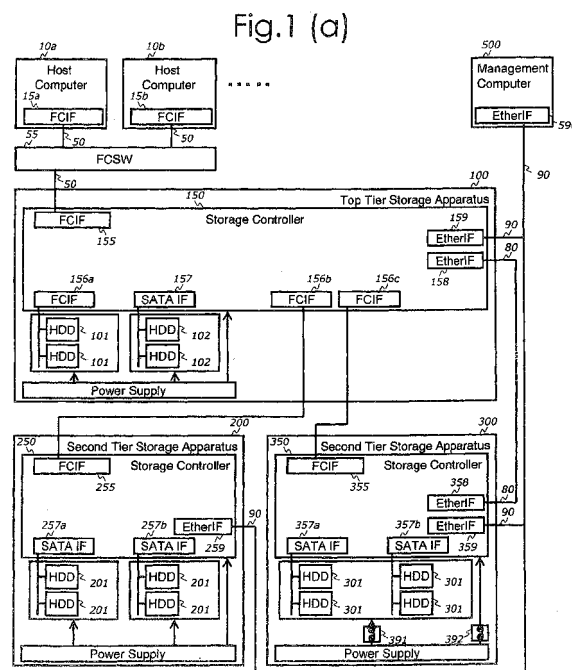 Fig.1 (a)
10a
10b
500
Host
Computer
Host
Computer
Management
Computer
15a
FCIF
15b
FCIF
EtherIF
590
55
50
50
FCSW
90
50
100
150
Top Tier Storage Apparatus
FCIF
Storage Controller
155
159
90
EtherIF
80
EtherIF
158
156a
157
156b
156c
FCIF
SATA IF
FCIF
FCIF
HDD
101
HDD
102
HDD
101
HDD
102
Power Supply
200
300
250
Second Tier Storage Apparatus
350
Second Tier Storage Apparatus
FCIF
Storage Controller
FCIF
Storage Controller
255
355
358
80
EtherIF
90
90
257a
257b
EtherIF
259
357a
357b
EtherIF
359
SATA IF
SATA IF
SATA IF
SATA IF
HDD
201
HDD
201
HDD
301
HDD
301
HDD
201
HDD
201
HDD
301
HDD
301
391
392
Power Supply
Power Supply